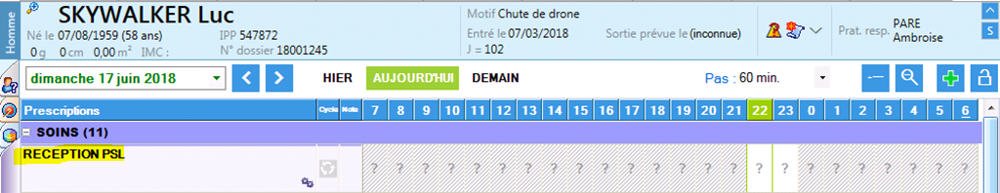 Homme
SKYWALKER Luc
Né le 07/08/1959 (58 ans) IPP 547872
0 g 0 cm 0,00 m² IMC : N° dossier 18001245
Motif Chute de drone
Entré le 07/03/2018 Sortie prévue le (inconnue)
J = 102
Prat. resp. PARE
Ambroise
S
dimanche 17 juin 2018 HIER AUJOURD'HUI DEMAIN Pas : 60 min.
Prescriptions Cycle Note 7 8 9 10 11 12 13 14 15 16 17 18 19 20 21 22 23 0 1 2 3 4 5 6
SOINS (11)
RECEPTION PSL ? ? ? ? ? ? ? ? ? ? ? ? ? ? ? ? ? ? ? ? ? ? ? ?